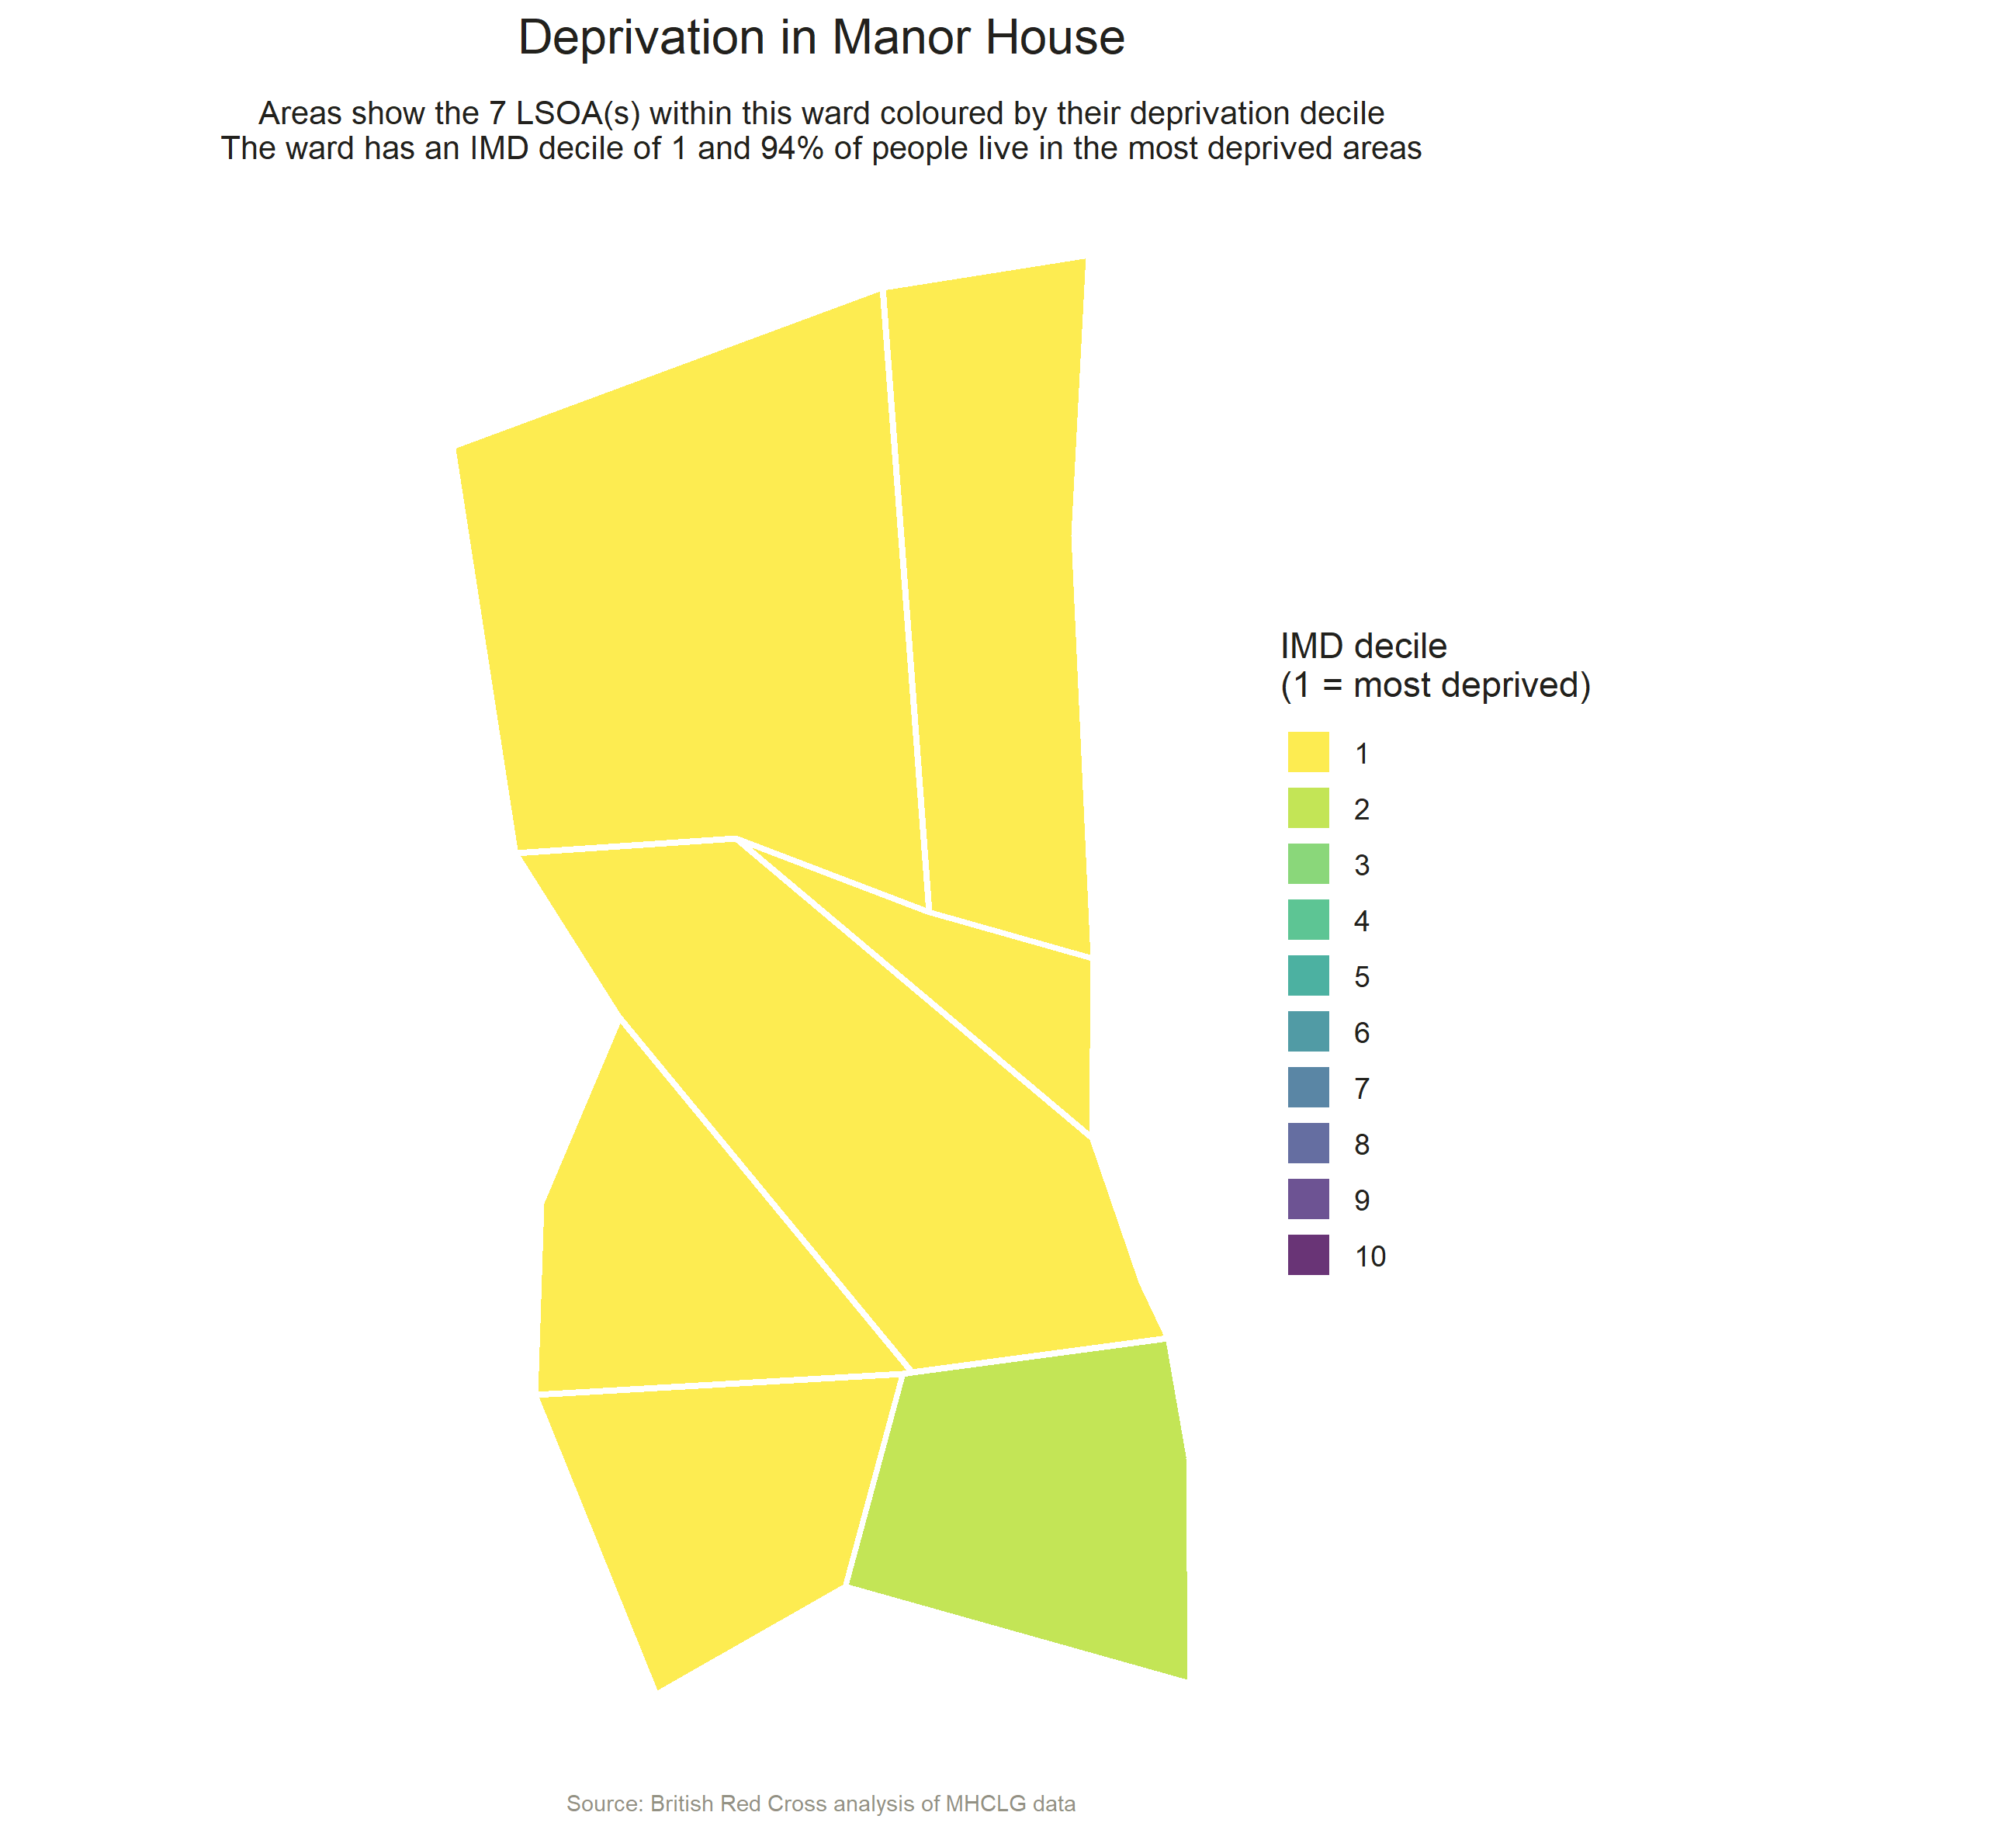 Deprivation in Manor House
Areas show the 7 LSOA(s) within this ward coloured by their deprivation decile
The ward has an IMD decile of 1 and 94% of people live in the most deprived areas
IMD decile
(1 = most deprived)
1
2
3
4
5
6
7
8
9
10
Source: British Red Cross analysis of MHCLG data